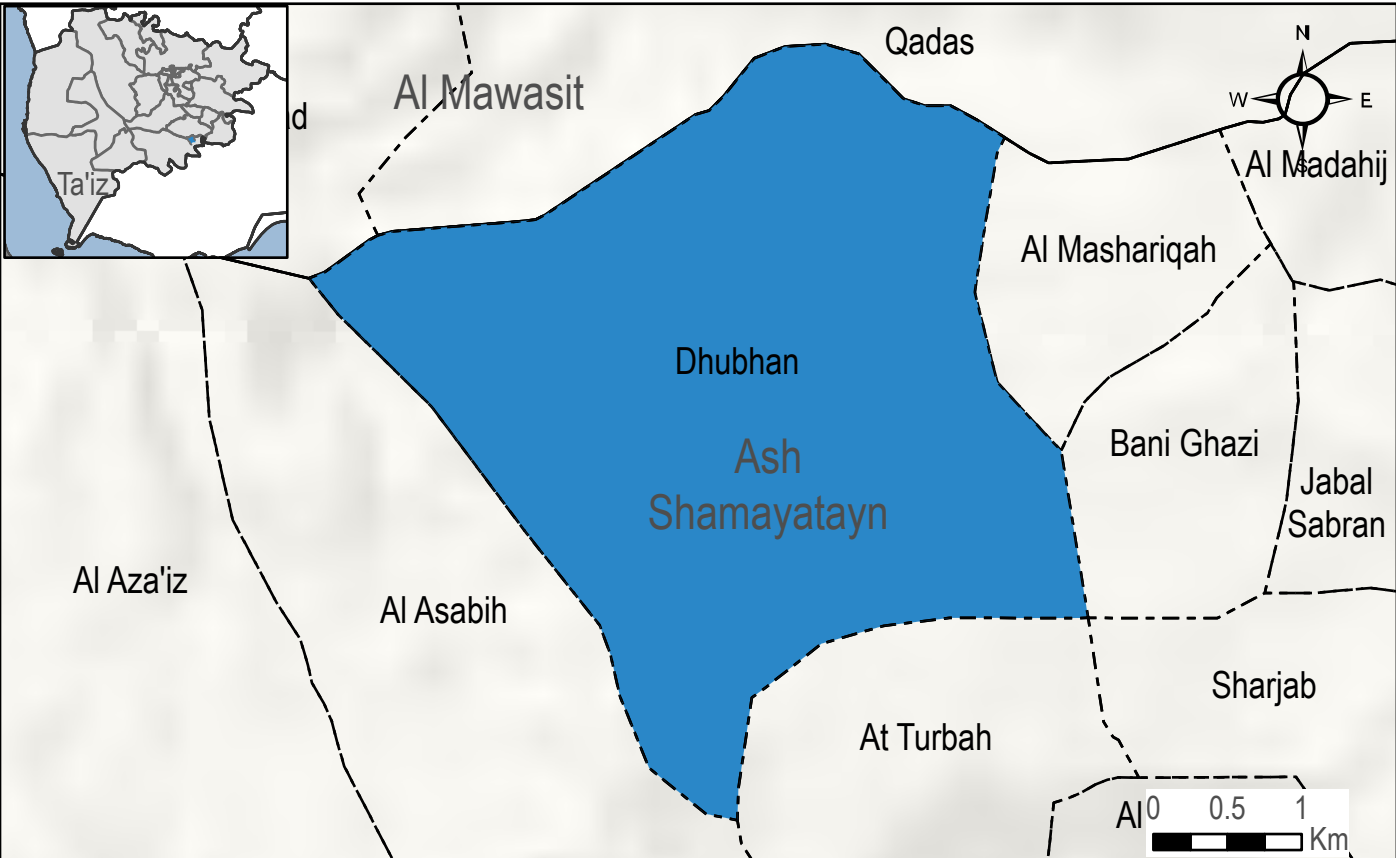 Qadas
N
Al Mawasit
W
E
d
S
Al Madahij
Ta'iz
Al Mashariqah
Dhubhan
Bani Ghazi
Ash
Shamayatayn
Jabal
Sabran
Al Aza'iz
Al Asabih
Sharjab
At Turbah
Al
0 0.5 1
Km